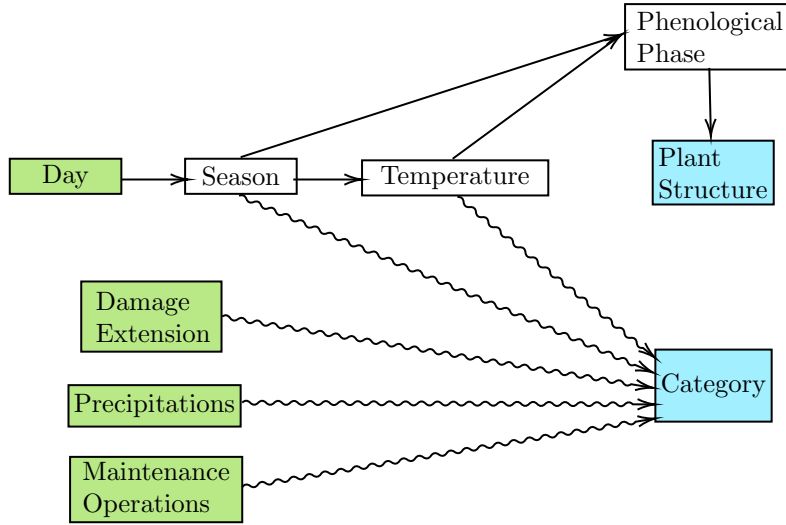 Phenological
Phase
Day
Season
Temperature
Plant
Structure
Damage
Extension
Precipitations
Category
Maintenance
Operations